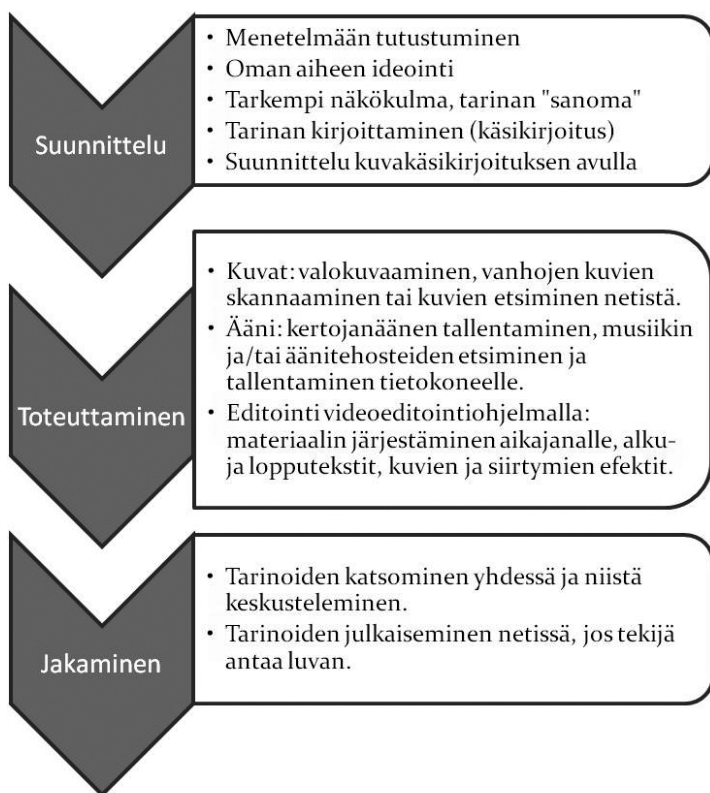 Suunnittelu
• Menetelmään tutustuminen
• Oman aiheen ideointi
• Tarkempi näkökulma, tarinan "sanoma"
• Tarinan kirjoittaminen (käsikirjoitus)
• Suunnittelu kuvakäsikirjoituksen avulla
Toteuttaminen
• Kuvat: valokuvaaminen, vanhojen kuvien
skannaaminen tai kuvien etsiminen netistä.
• Ääni: kertojanäänen tallentaminen, musiikin
ja/tai äänitehosteiden etsiminen ja
tallentaminen tietokoneelle.
• Editointi videoeditointiohjelmalla:
materiaalin järjestäminen aikajanalle, alku-
ja lopputekstit, kuvien ja siirtymien efektit.
Jakaminen
• Tarinoiden katsominen yhdessä ja niistä
keskusteleminen.
• Tarinoiden julkaiseminen netissä, jos tekijä
antaa luvan.